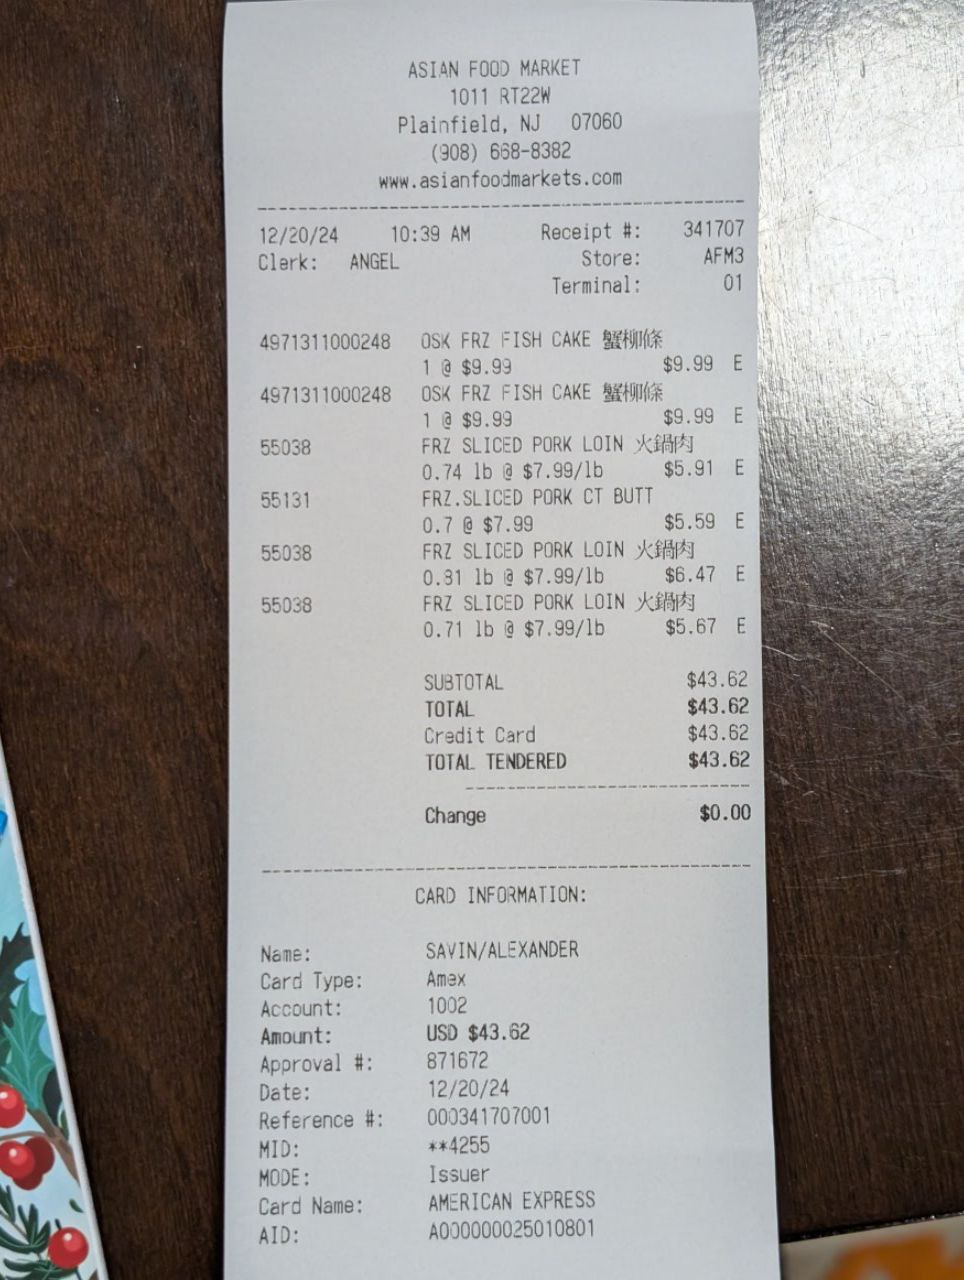 ASIAN FOOD MARKET
1011 RT22W
Plainfield, NJ 07060
(908) 668-8382
www.asianfoodmarkets.com
12/20/24 10:39 AM Receipt #: 341707
Clerk: ANGEL Store: AFM3
Terminal: 01
4971311000248 OSK FRZ FISH CAKE 蟹柳條
1 @ $9.99 $9.99 E
4971311000248 OSK FRZ FISH CAKE 蟹柳條
1 @ $9.99 $9.99 E
55038 FRZ SLICED PORK LOIN 火鍋肉
0.74 lb @ $7.99/lb $5.91 E
55131 FRZ.SLICED PORK CT BUTT
0.7 @ $7.99 $5.59 E
55038 FRZ SLICED PORK LOIN 火鍋肉
0.81 lb @ $7.99/lb $6.47 E
55038 FRZ SLICED PORK LOIN 火鍋肉
0.71 lb @ $7.99/lb $5.67 E
SUBTOTAL $43.62
TOTAL $43.62
Credit Card $43.62
TOTAL TENDERED $43.62
Change $0.00
CARD INFORMATION:
Name: SAVIN/ALEXANDER
Card Type: Amex
Account: 1002
Amount: USD $43.62
Approval #: 871672
Date: 12/20/24
Reference #: 000341707001
MID: **4255
MODE: Issuer
Card Name: AMERICAN EXPRESS
AID: A000000025010801